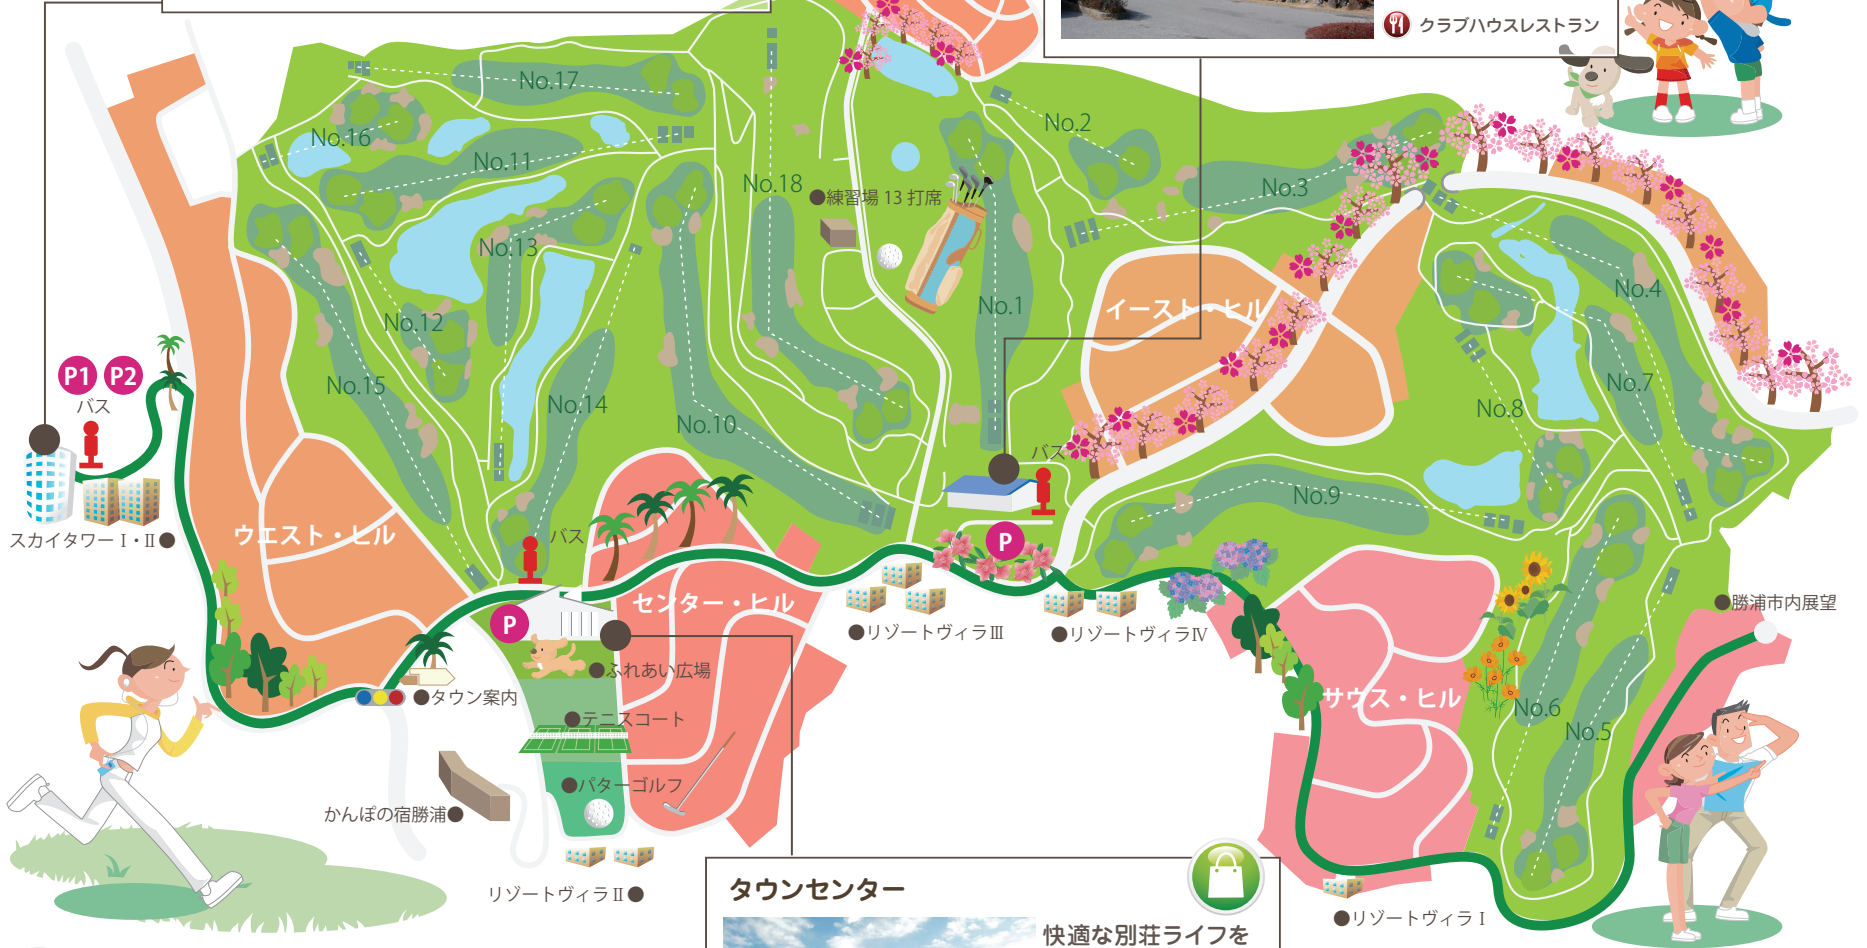 クラブハウスレストラン
No.17
No.16
No.11
No.2
No.18
練習場 13 打席
No.3
No.13
No.12
No.1
イースト・ヒル
No.4
P1
P2
バス
No.15
No.14
No.10
No.7
No.8
バス
No.9
スカイタワー I・II
ウエスト・ヒル
バス
P
P
センター・ヒル
リゾートヴィラⅢ
リゾートヴィラⅣ
勝浦市内展望
ふれあい広場
タウン案内
テニスコート
サウス・ヒル
No.6
No.5
パターゴルフ
かんぽの宿勝浦
リゾートヴィラⅡ
リゾートヴィラ I
タウンセンター
快適な別荘ライフを